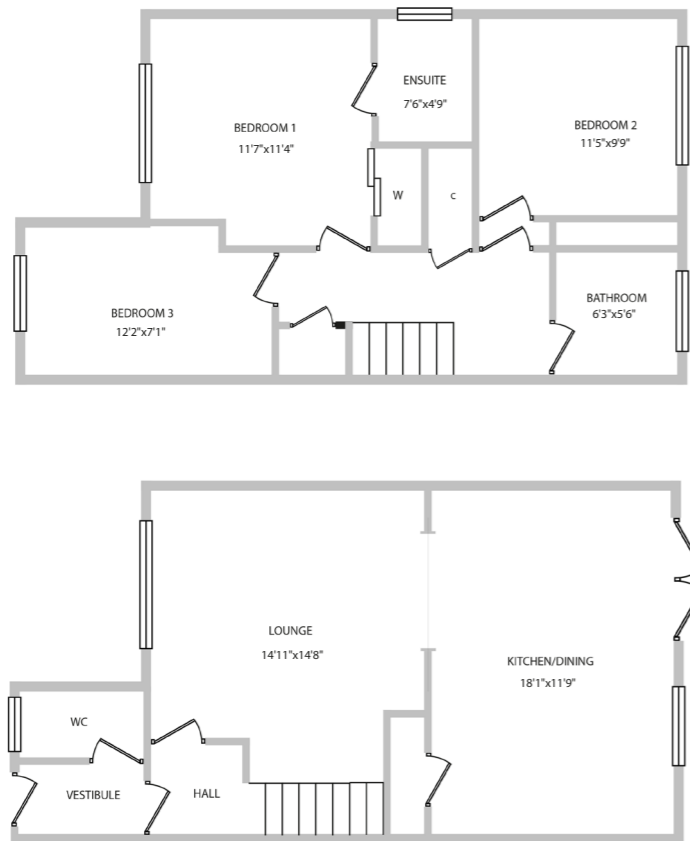 ENSUITE
7'6"x4'9"
BEDROOM 1
11'7"x11'4"
BEDROOM 2
11'5"x9'9"
W
c
BEDROOM 3
12'2"x7'1"
BATHROOM
6'3"x5'6"
LOUNGE
14'11"x14'8"
KITCHEN/DINING
18'1"x11'9"
WC
VESTIBULE
HALL